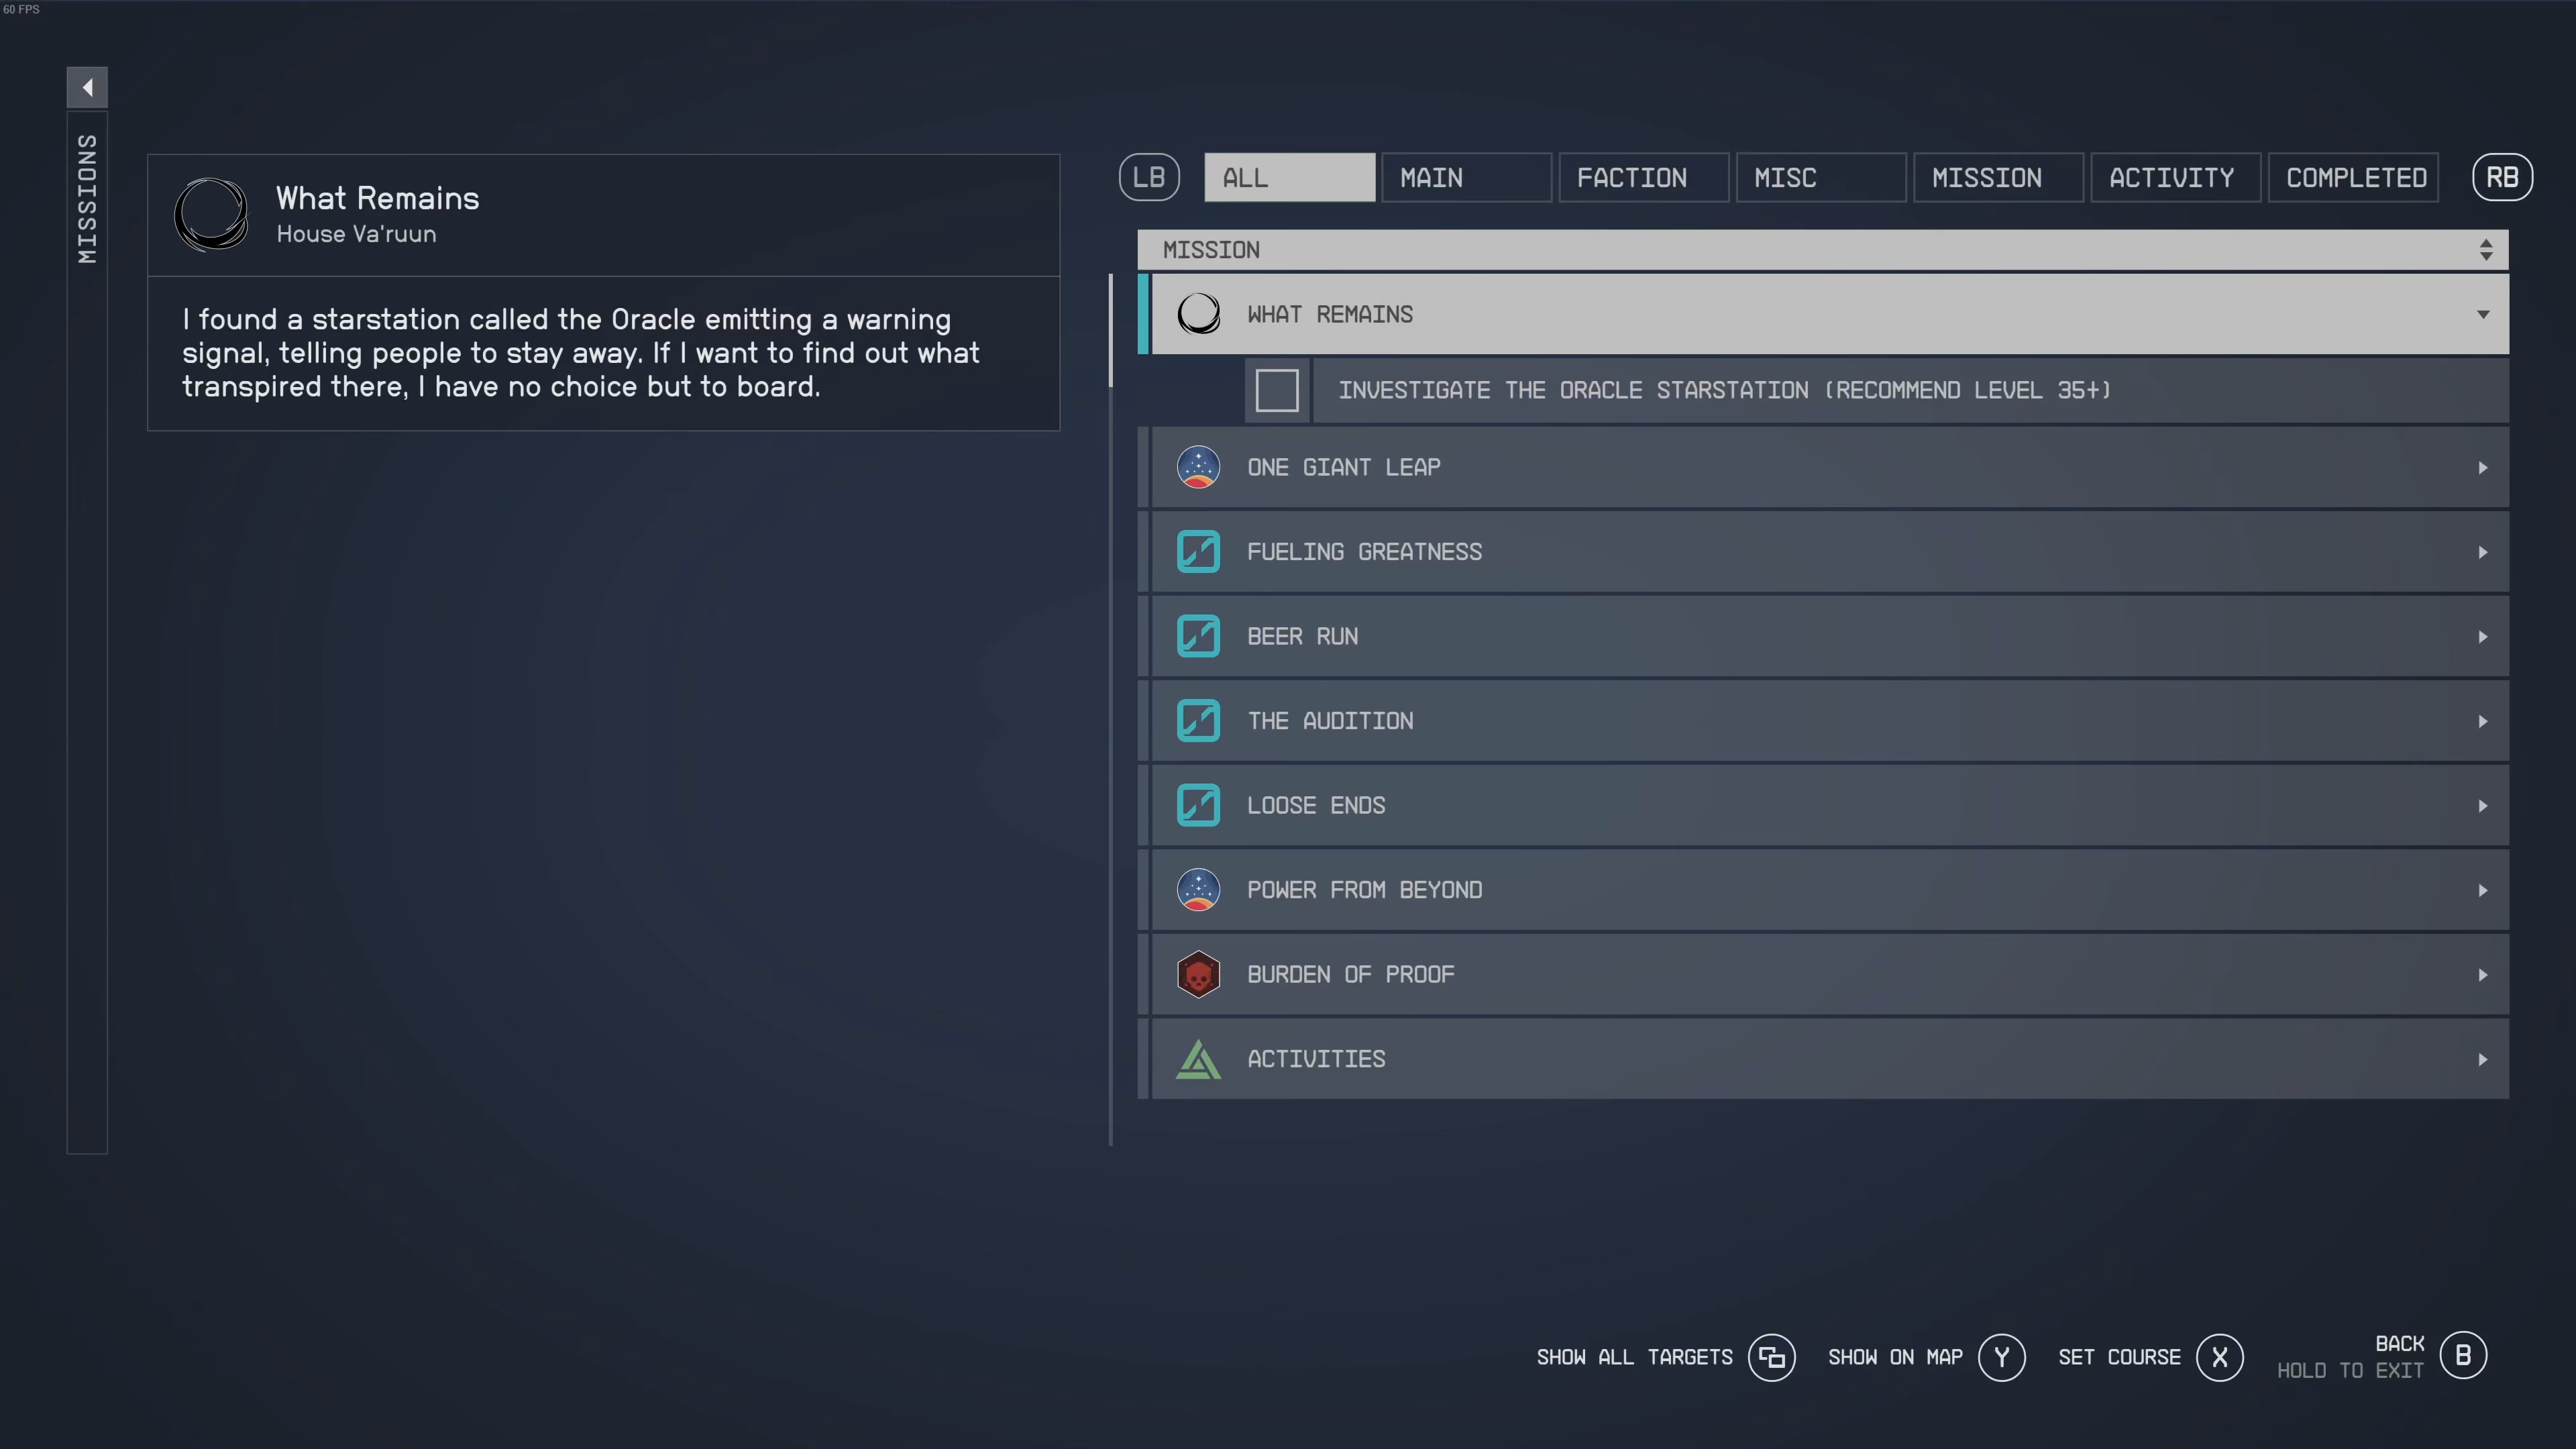 60 FPS
MISSIONS
What Remains
House Va'ruun
I found a starstation called the Oracle emitting a warning
signal, telling people to stay away. If I want to find out what
transpired there, I have no choice but to board.
LB ALL MAIN FACTION MISC MISSION ACTIVITY COMPLETED RB
MISSION
WHAT REMAINS
INVESTIGATE THE ORACLE STARSTATION (RECOMMEND LEVEL 35+)
ONE GIANT LEAP
FUELING GREATNESS
BEER RUN
THE AUDITION
LOOSE ENDS
POWER FROM BEYOND
BURDEN OF PROOF
ACTIVITIES
SHOW ALL TARGETS SHOW ON MAP Y SET COURSE X BACK B
HOLD TO EXIT